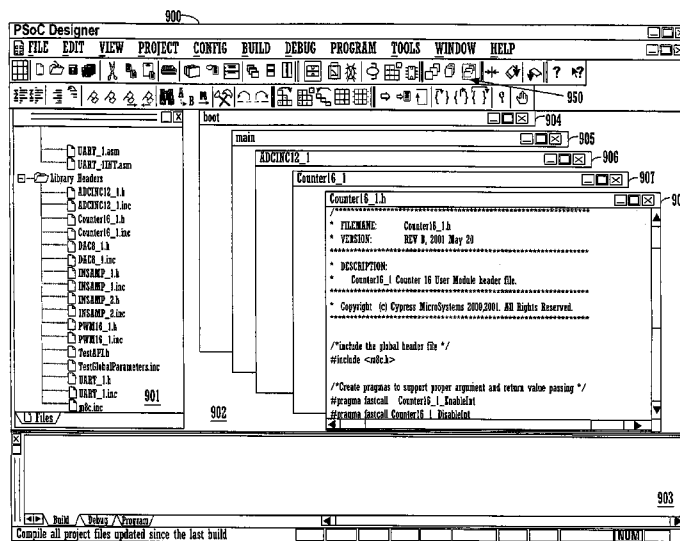 900
PSoC Designer
FILE EDIT VIEW PROJECT CONFIG BUILD DEBUG PROGRAM TOOLS WINDOW HELP
950
boot
904
main
905
ADCINC12_1
906
Counter16_1
907
UART_1.asm
UART_1INT.asm
Library Headers
ADCINC12_1.h
ADCINC12_1.inc
Counter16_1.h
Counter16_1.inc
DAC8_1.h
DAC8_1.inc
INSAMP_1.h
INSAMP_1.inc
INSAMP_2.h
INSAMP_2.inc
PWM16_1.h
PWM16_1.inc
TestAPI.h
TestGlobalParameters.inc
UART_1.h
UART_1.inc
m8c.inc
901
Files
902
Counter16_1.h
/************************************************************
* FILENAME: Counter16_1.h
* VERSION: REV B, 2001 May 20
************************************************************
* DESCRIPTION:
* Counter16_1 Counter 16 User Module header file.
************************************************************
* Copyright (c) Cypress MicroSystems 2000,2001. All Rights Reserved.
************************************************************
/*include the global header file */
#include <m8c.h>
/*Create pragmas to support proper argument and return value passing */
#pragma fastcall Counter16_1_EnableInt
#pragma fastcall Counter16_1_DisableInt
903
Build Debug Program
Compile all project files updated since the last build
NUM